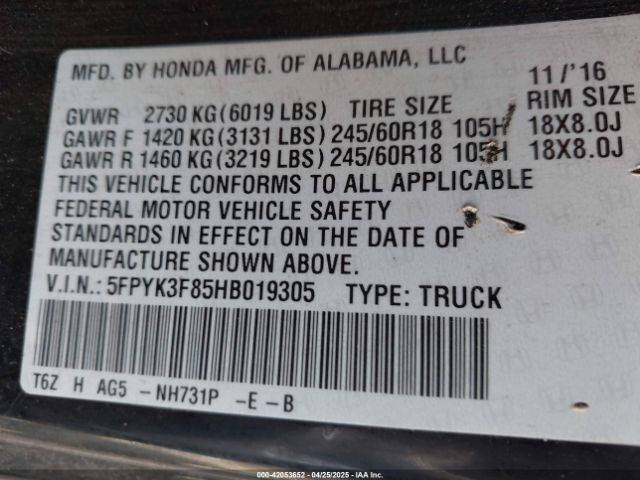 MFD. BY HONDA MFG. OF ALABAMA, LLC 11/'16
GVWR 2730 KG(6019 LBS) TIRE SIZE RIM SIZE
GAWR F 1420 KG(3131 LBS) 245/60R18 105H 18X8.0J
GAWR R 1460 KG(3219 LBS) 245/60R18 105H 18X8.0J
THIS VEHICLE CONFORMS TO ALL APPLICABLE
FEDERAL MOTOR VEHICLE SAFETY
STANDARDS IN EFFECT ON THE DATE OF
MANUFACTURE SHOWN ABOVE.
V.I.N.: 5FPYK3F85HB019305 TYPE: TRUCK
T6Z H AG5 - NH731P -E -B
000-42053652 - 04/25/2025 - IAA Inc.